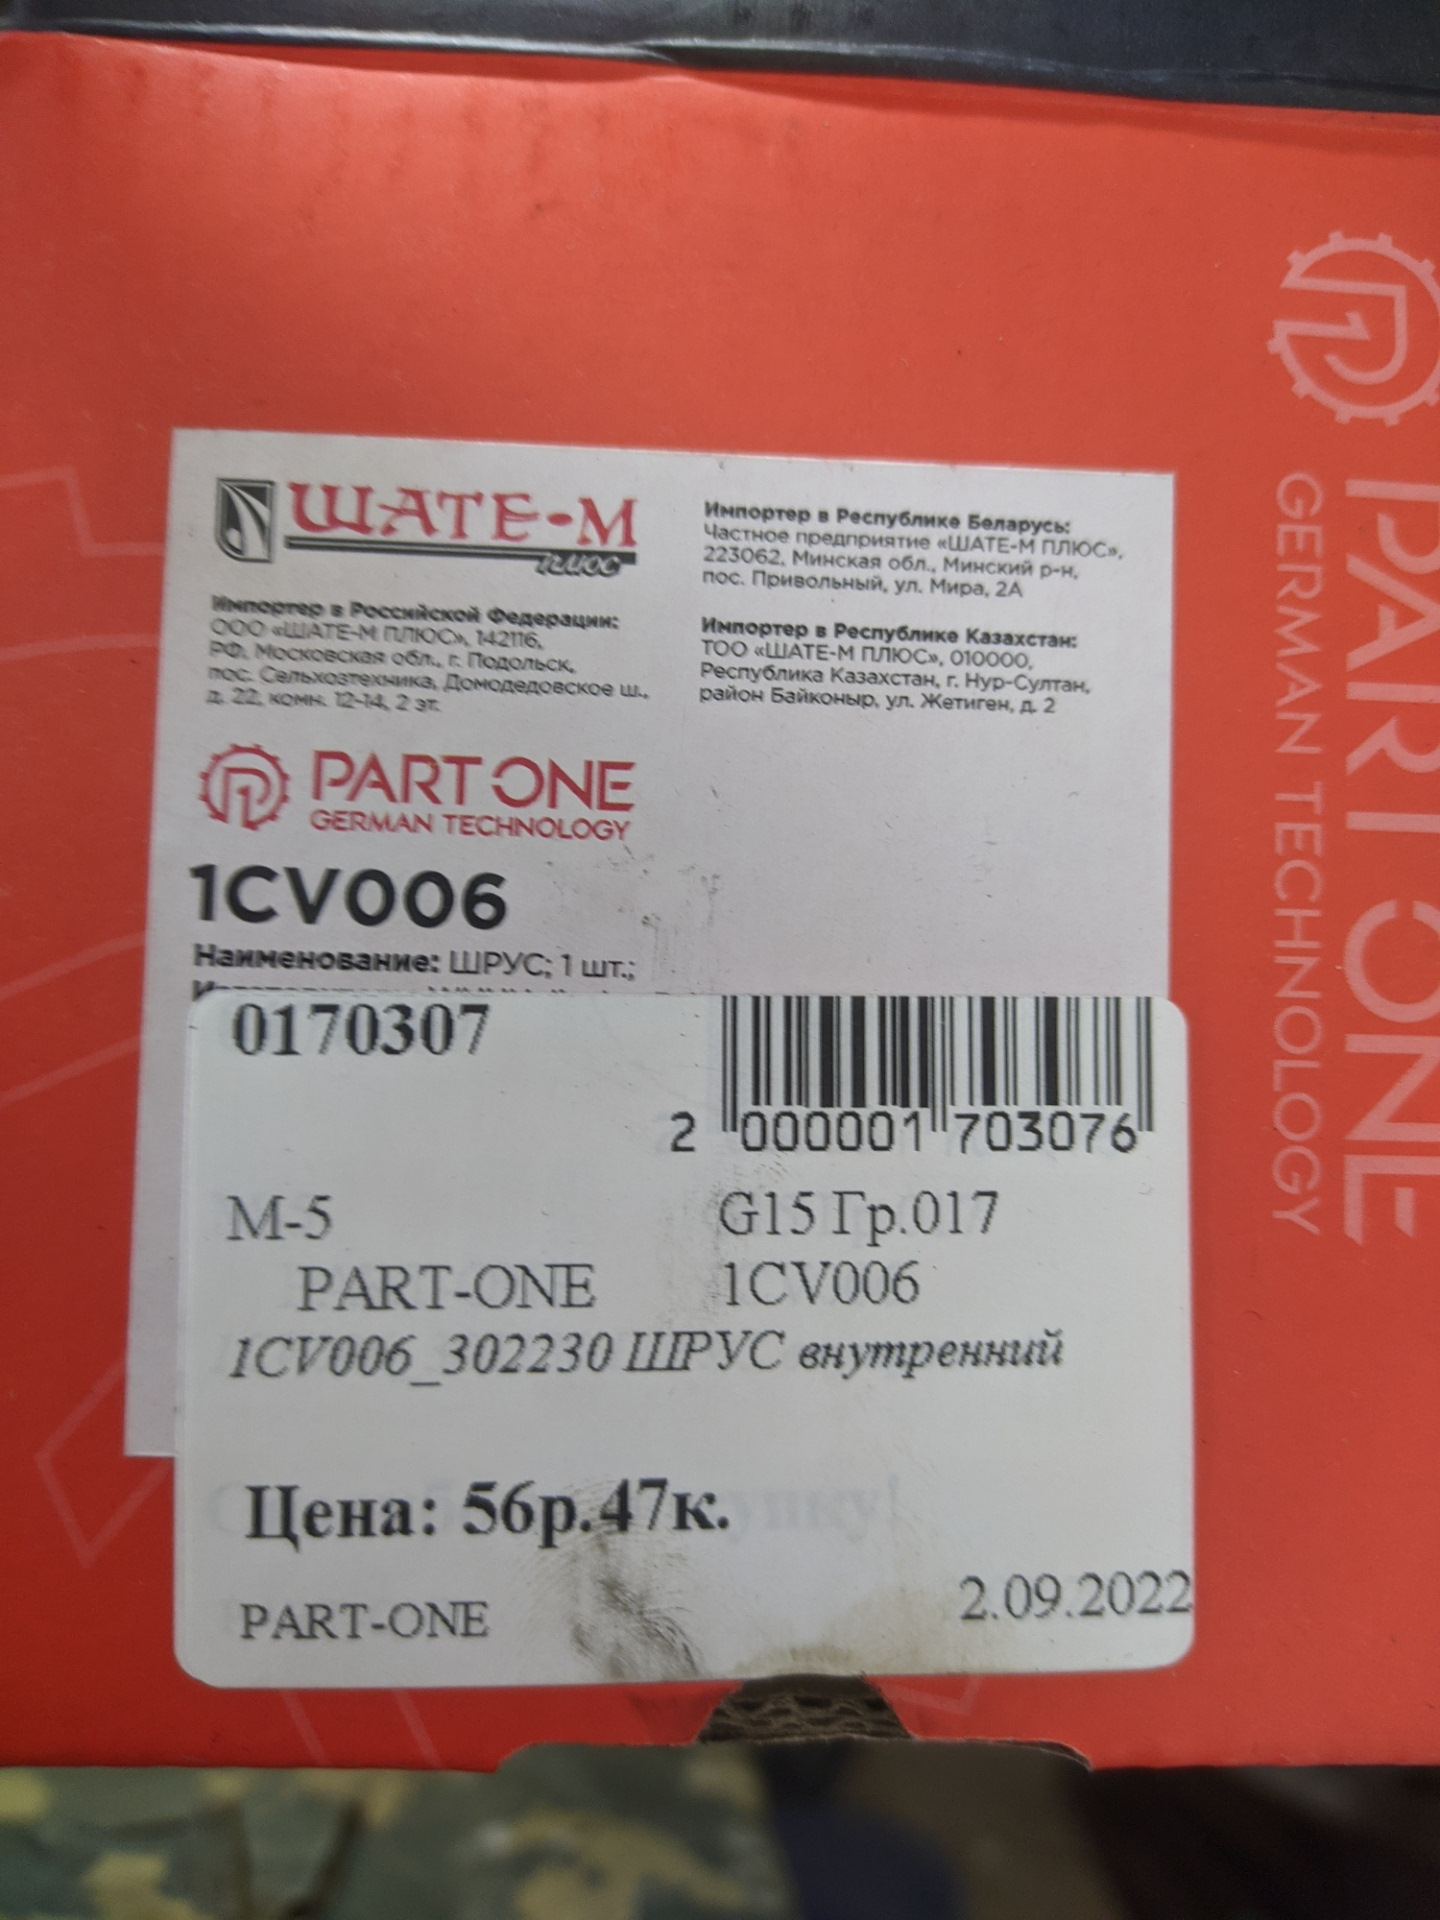 ШАТЕ-М
ПЛЮС
Импортер в Российской Федерации:
ООО «ШАТЕ-М ПЛЮС», 142116,
РФ, Московская обл., г. Подольск,
пос. Сельхозтехника, Домодедовское ш.,
д. 22, комн. 12-14, 2 эт.
Импортер в Республике Беларусь:
Частное предприятие «ШАТЕ-М ПЛЮС»,
223062, Минская обл., Минский р-н,
пос. Привольный, ул. Мира, 2А
Импортер в Республике Казахстан:
ТОО «ШАТЕ-М ПЛЮС», 010000,
Республика Казахстан, г. Нур-Султан,
район Байконыр, ул. Жетиген, д. 2
PART ONE
GERMAN TECHNOLOGY
1CV006
Наименование: ШРУС; 1 шт.;
0170307
2 000001 703076
М-5 G15 Гр.017
PART-ONE 1CV006
1CV006_302230 ШРУС внутренний
Цена: 56р.47к.
PART-ONE 2.09.2022
PART ONE
GERMAN TECHNOLOGY